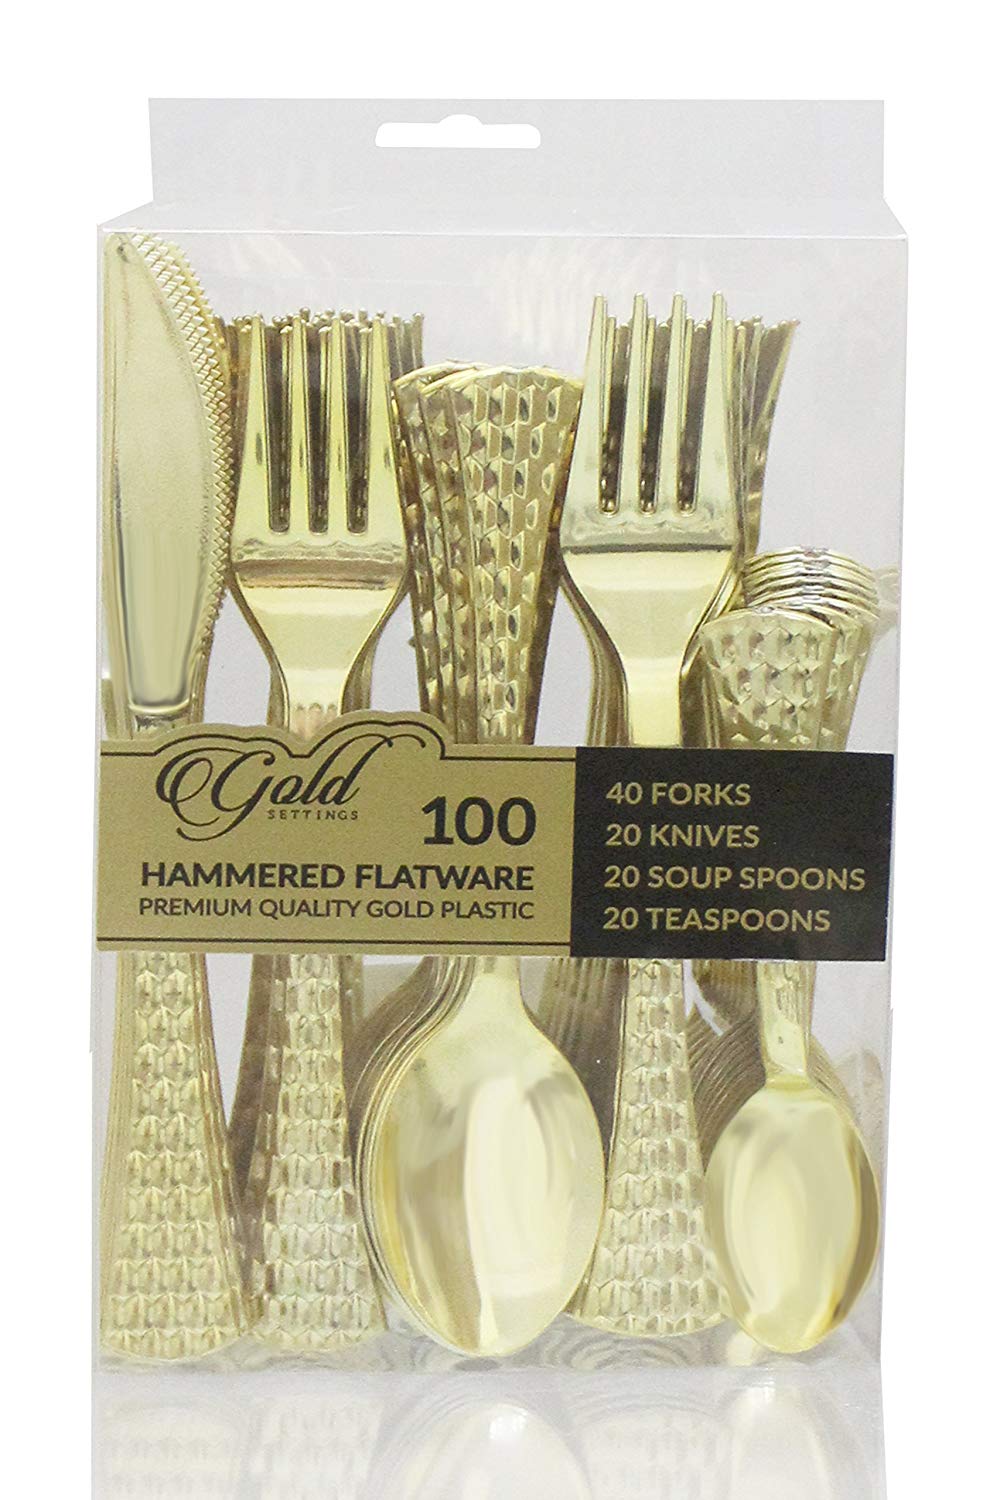 Gold
SETTINGS
100
HAMMERED FLATWARE
PREMIUM QUALITY GOLD PLASTIC
40 FORKS
20 KNIVES
20 SOUP SPOONS
20 TEASPOONS